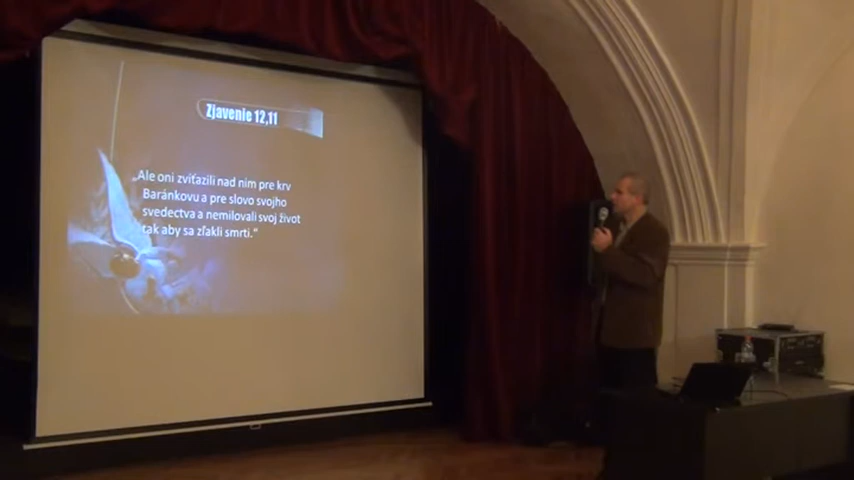 Zjavenie 12,11
„Ale oni zvíťazili nad ním pre krv
Baránkovu a pre slovo svojho
svedectva a nemilovali svoj život
tak aby sa zľakli smrti.“